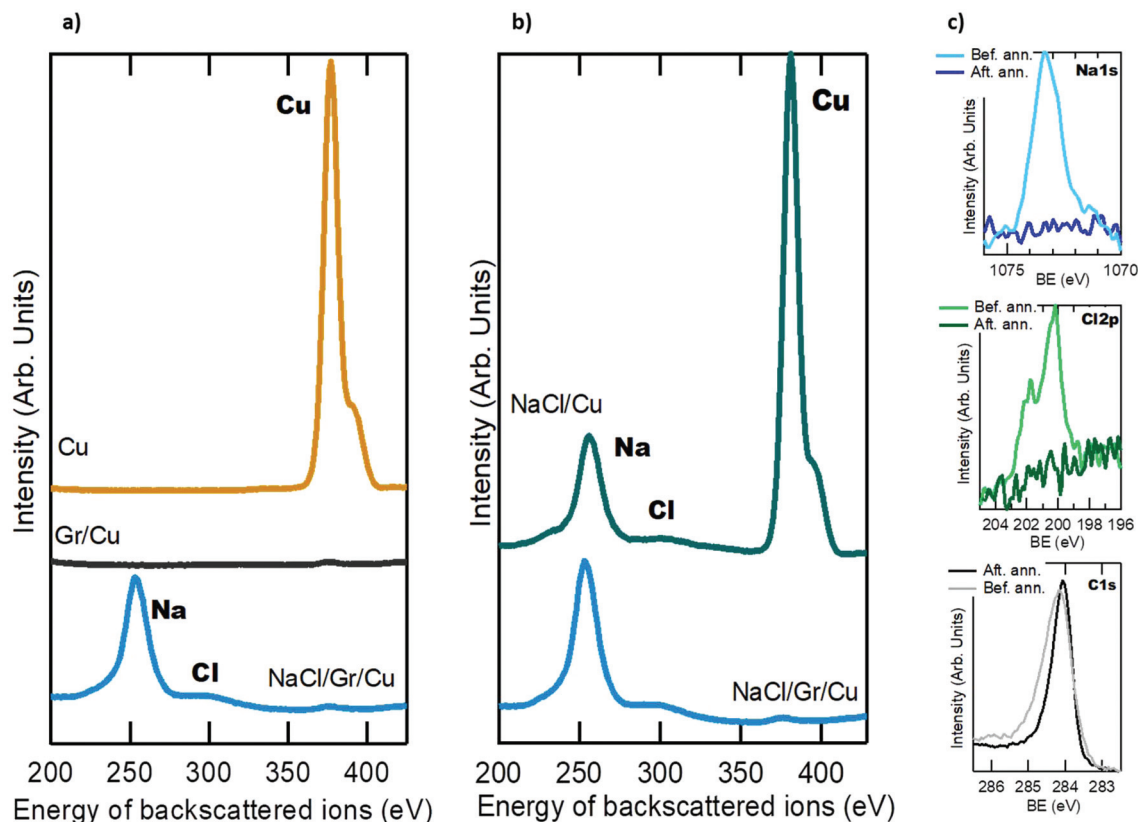 a)
Intensity (Arb. Units)
Cu
Cu
Gr/Cu
Na
Cl
NaCl/Gr/Cu
200 250 300 350 400
Energy of backscattered ions (eV)
b)
Intensity (Arb. Units)
Cu
NaCl/Cu
Na
Cl
NaCl/Gr/Cu
200 250 300 350 400
Energy of backscattered ions (eV)
c)
Bef. ann.
Aft. ann.
Na1s
Intensity (Arb. Units)
1075 1070
BE (eV)
Bef. ann.
Aft. ann.
Cl2p
Intensity (Arb. Units)
204 202 200 198 196
BE (eV)
Aft. ann.
Bef. ann.
C1s
Intensity (Arb. Units)
286 285 284 283
BE (eV)